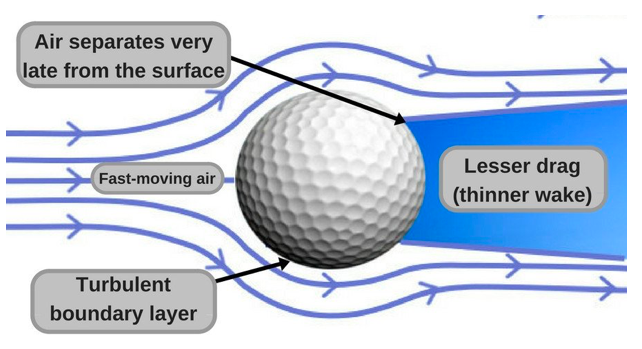 Air separates very
late from the surface
Fast-moving air
Lesser drag
(thinner wake)
Turbulent
boundary layer